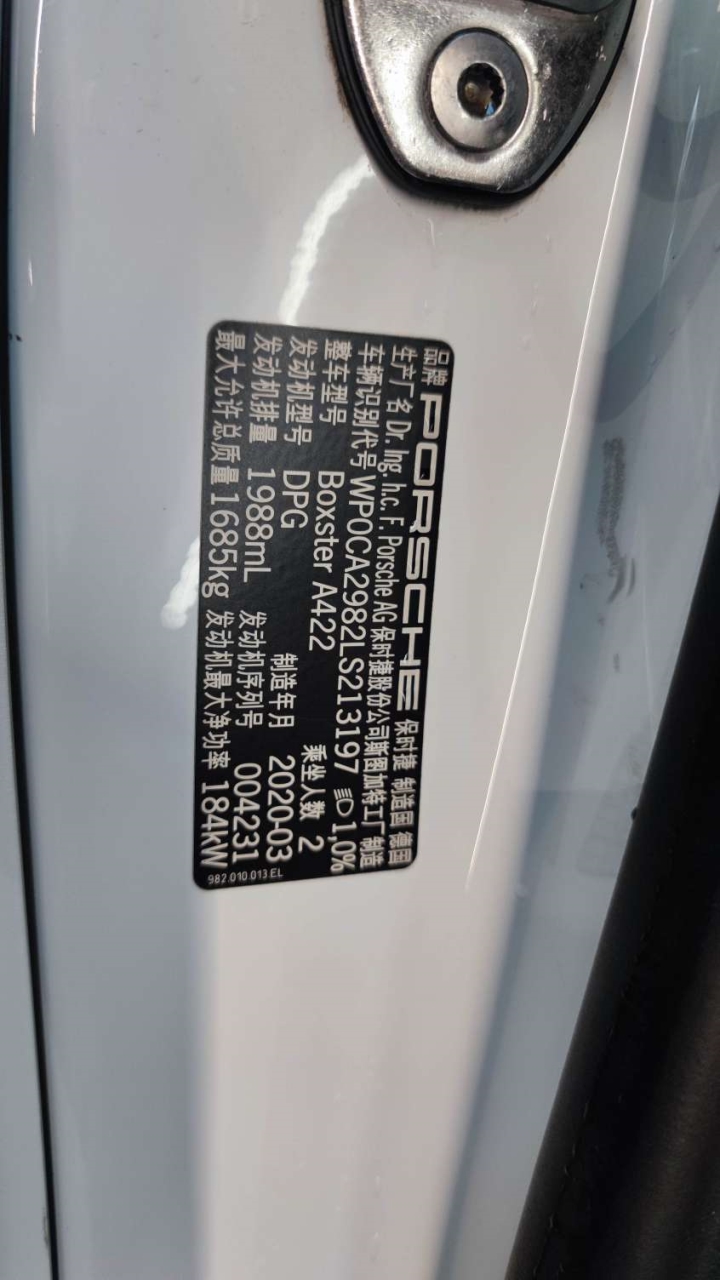 品牌 PORSCHE 保时捷 制造国 德国
生产厂名 Dr. Ing. h.c. F. Porsche AG 保时捷股份公司斯图加特工厂制造
车辆识别代号 WP0CA2982LS213197 1,0%
整车型号 Boxster A422 乘坐人数 2
发动机型号 DPG 制造年月 2020-03
发动机排量 1988mL 发动机序列号 004231
最大允许总质量 1685kg 发动机最大净功率 184kW
982.010.013.EL